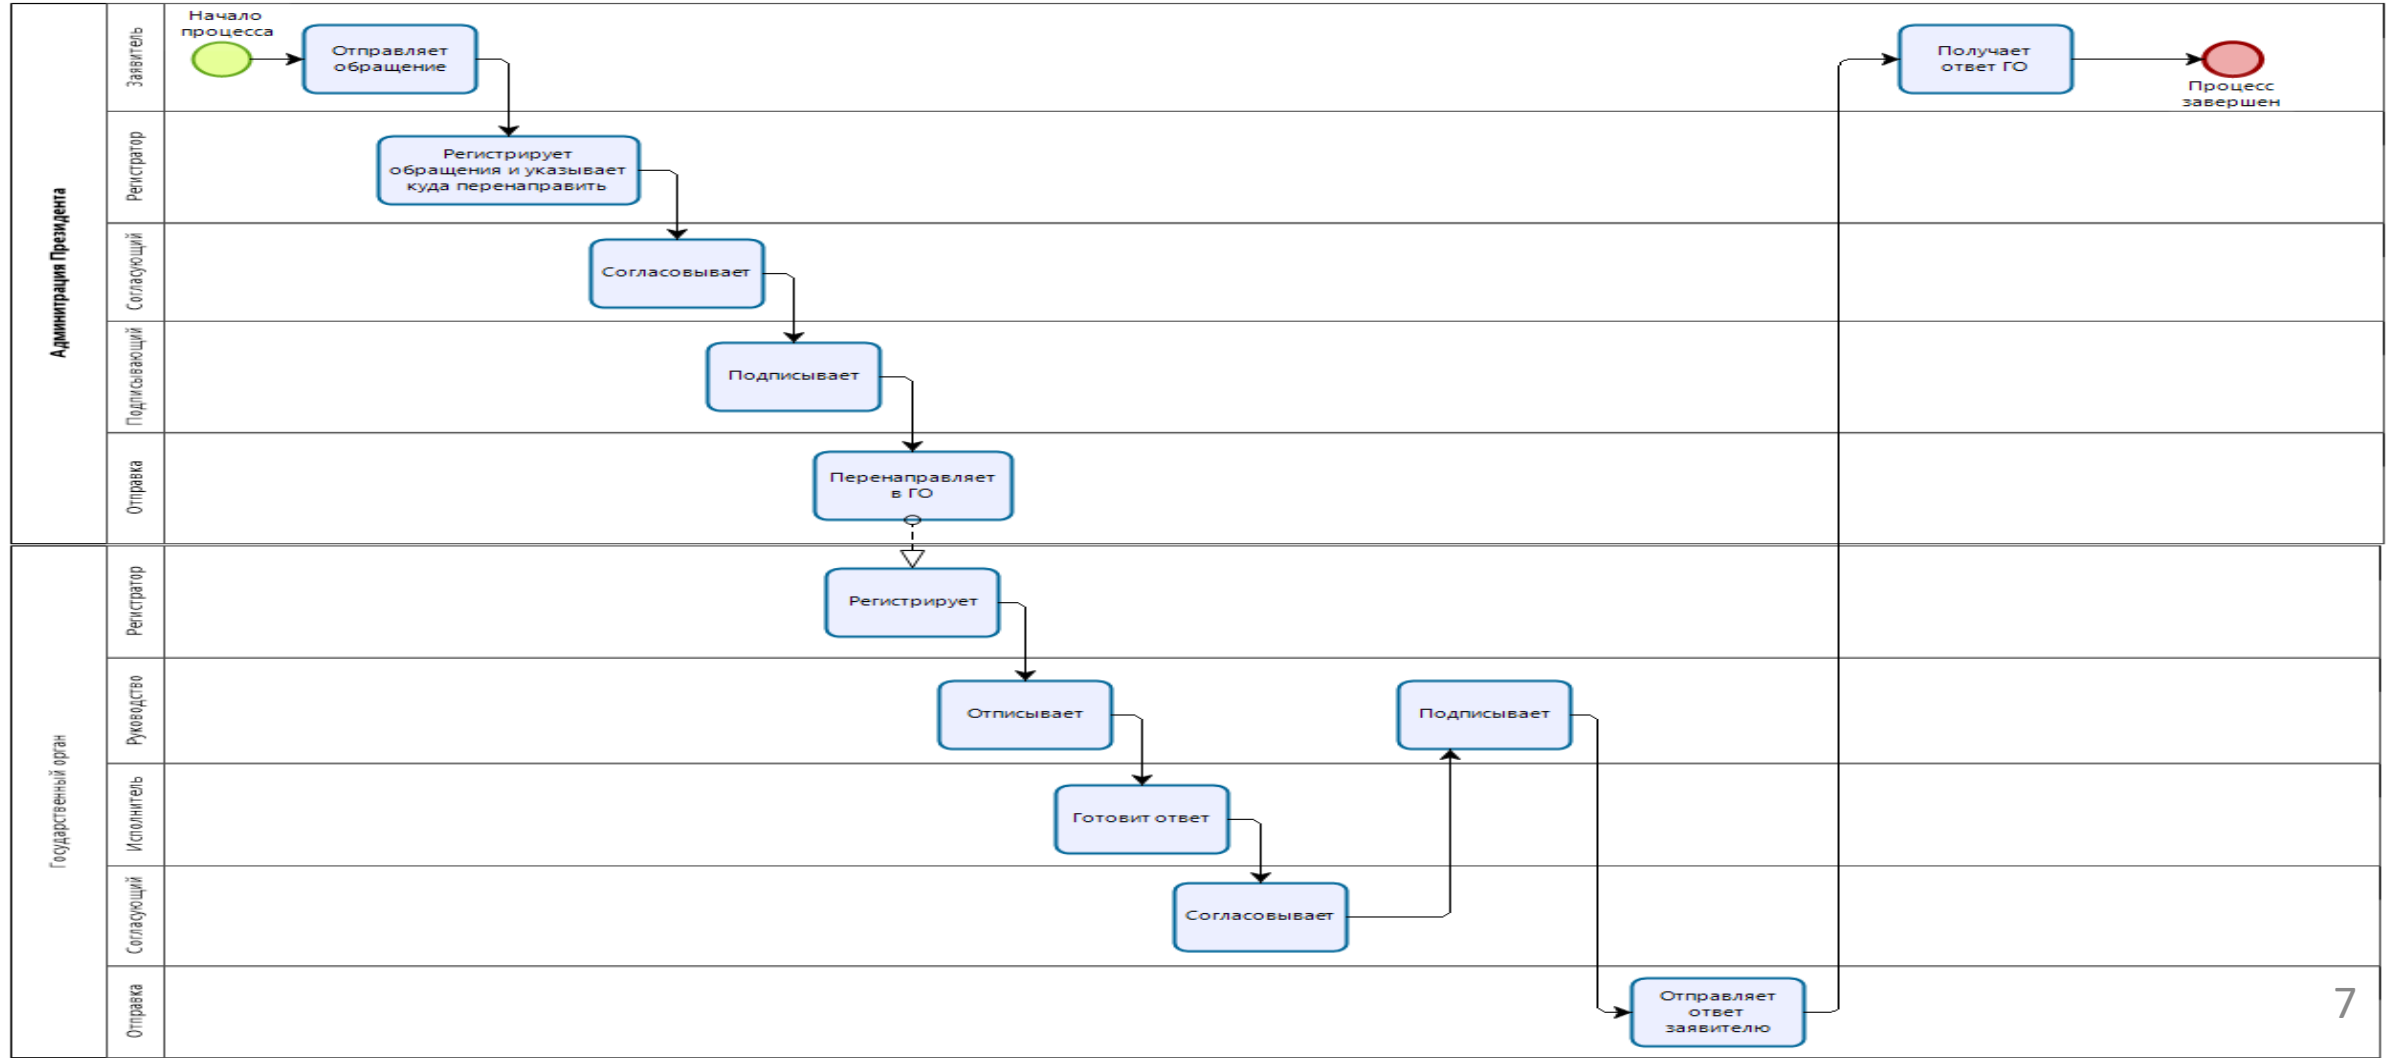 Админитрация Президента
Заявитель
Начало
процесса
Отправляет
обращение
Получает
ответ ГО
Процесс
завершен
Регистратор
Регистрирует
обращения и указывает
куда перенаправить
Согласующий
Согласовывает
Подписывающий
Подписывает
Отправка
Перенаправляет
в ГО
Государственный орган
Регистратор
Регистрирует
Руководство
Отписывает
Подписывает
Исполнитель
Готовит ответ
Согласующий
Согласовывает
Отправка
Отправляет
ответ
заявителю
7